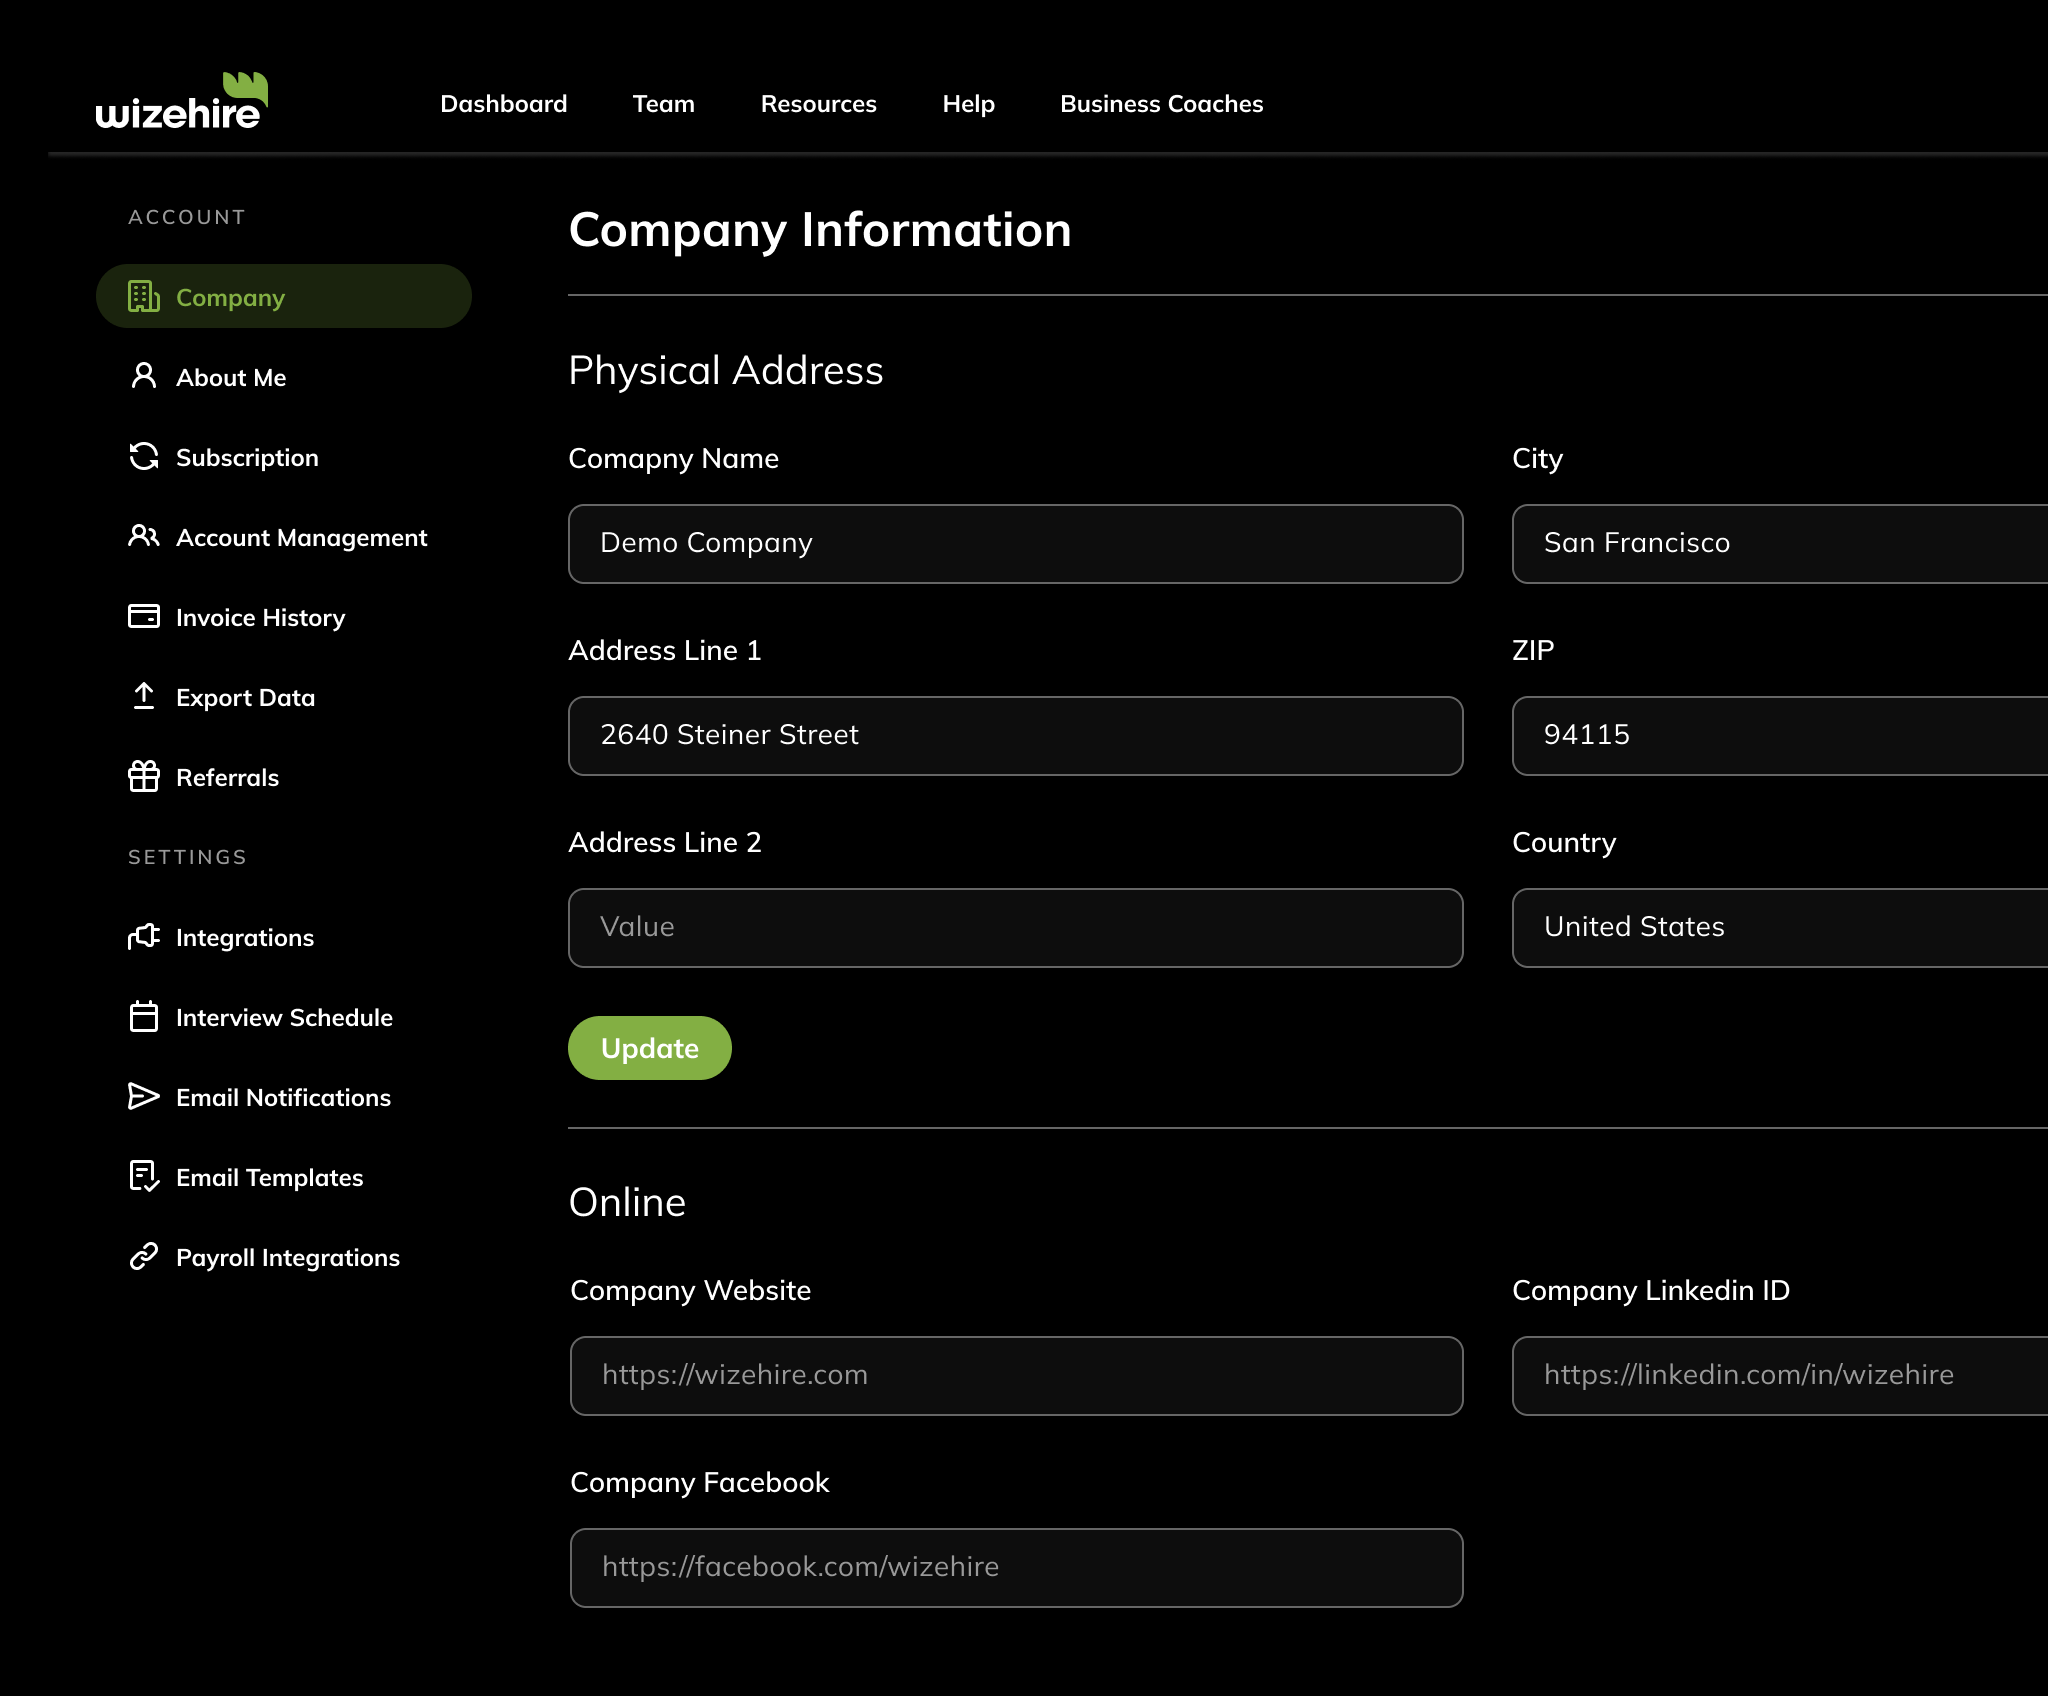 wizehire
Dashboard Team Resources Help Business Coaches
ACCOUNT
Company
About Me
Subscription
Account Management
Invoice History
Export Data
Referrals
SETTINGS
Integrations
Interview Schedule
Email Notifications
Email Templates
Payroll Integrations
Company Information
Physical Address
Comapny Name City
Demo Company San Francisco
Address Line 1 ZIP
2640 Steiner Street 94115
Address Line 2 Country
Value United States
Update
Online
Company Website Company Linkedin ID
https://wizehire.com https://linkedin.com/in/wizehire
Company Facebook
https://facebook.com/wizehire